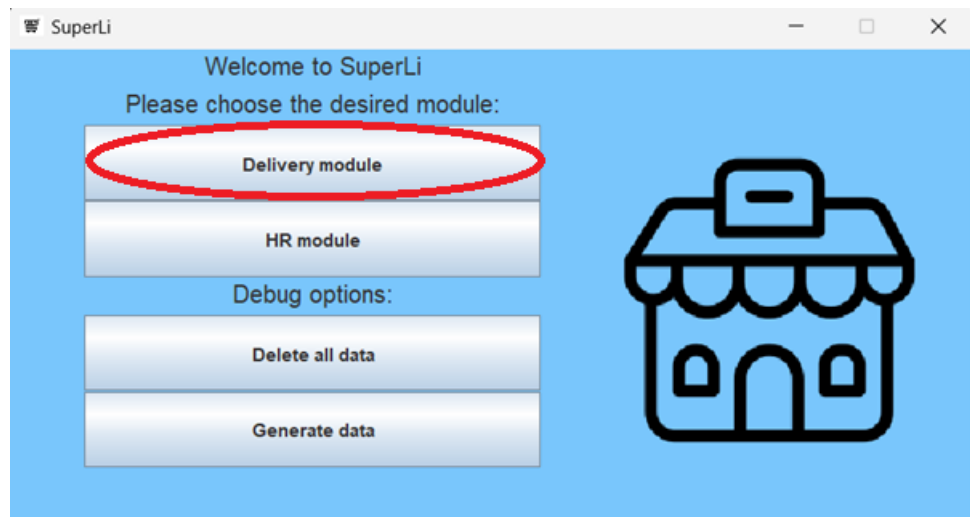 SuperLi
Welcome to SuperLi
Please choose the desired module:
Delivery module
HR module
Debug options:
Delete all data
Generate data